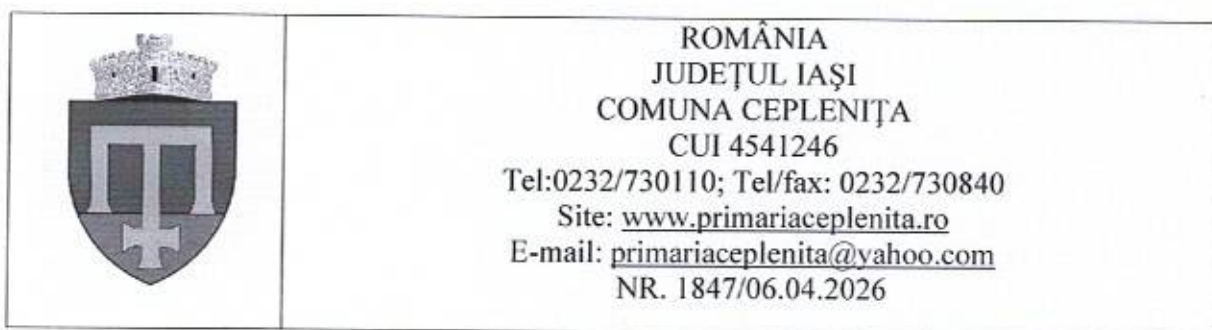 ROMÂNIA
JUDEȚUL IAȘI
COMUNA CEPLENIȚA
CUI 4541246
Tel:0232/730110; Tel/fax: 0232/730840
Site: www.primariaceplenita.ro
E-mail: primariaceplenita@yahoo.com
NR. 1847/06.04.2026